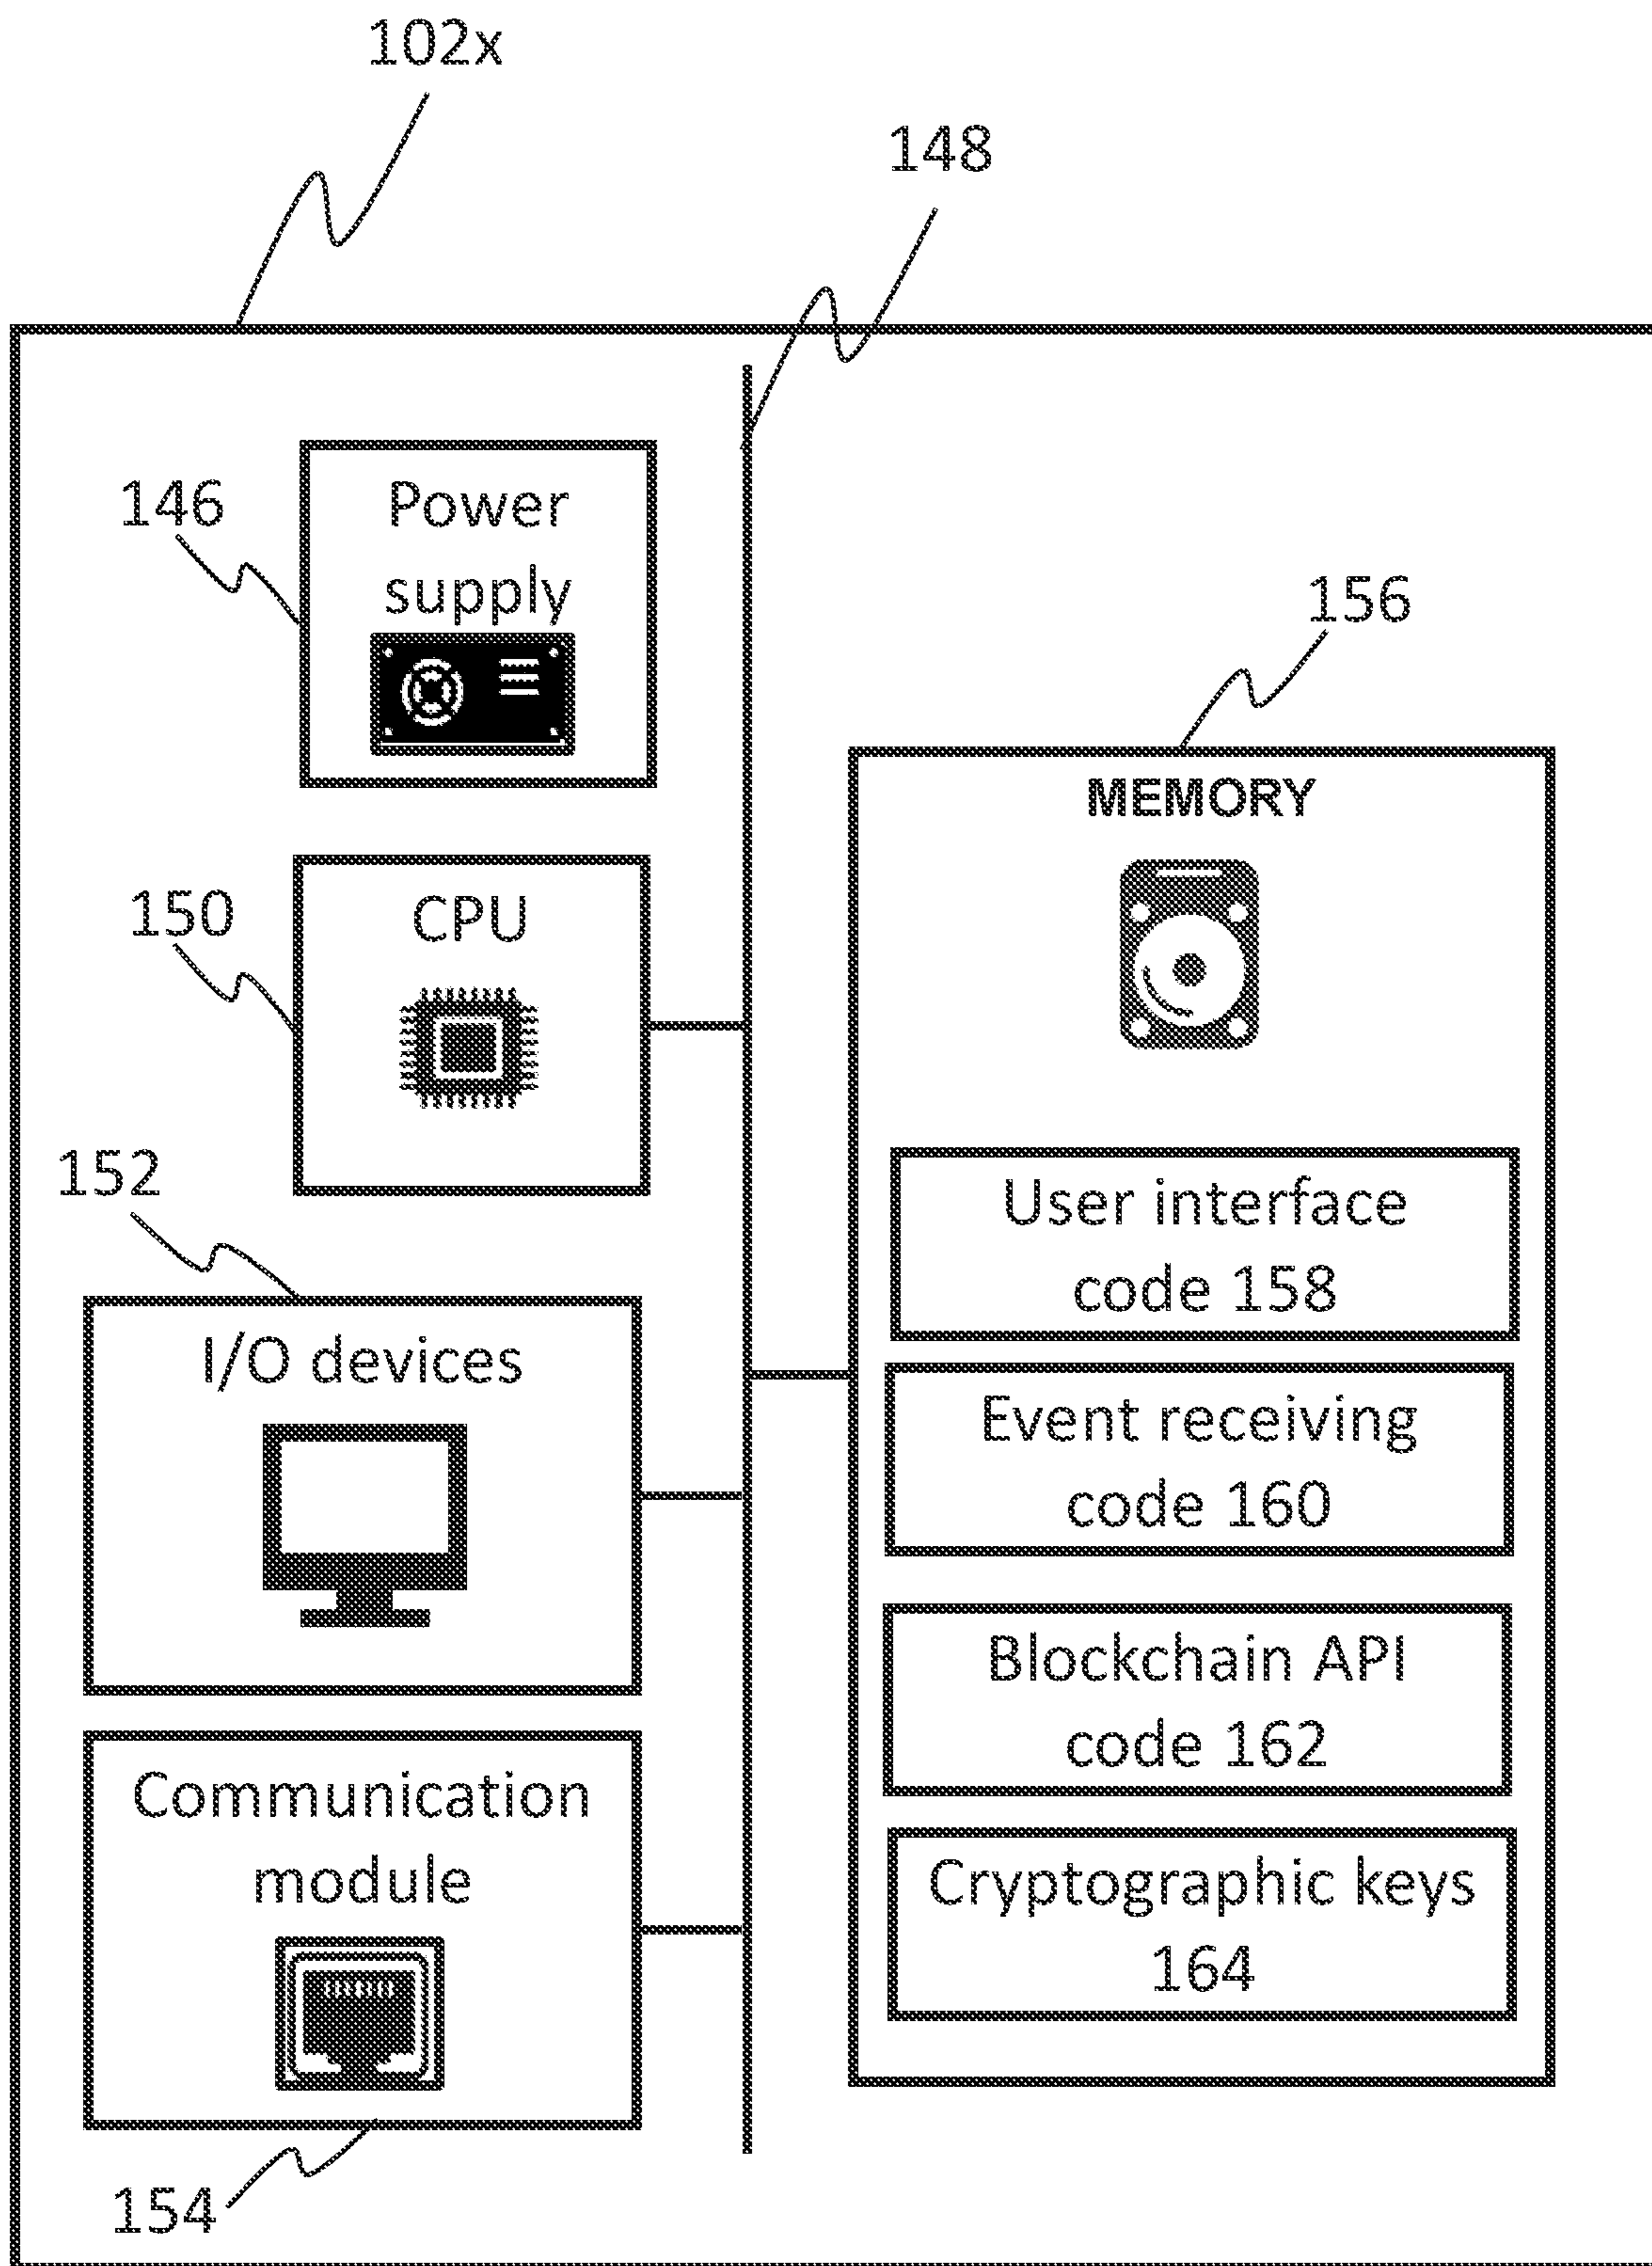 102x
148
146
Power
supply
156
MEMORY
150
CPU
152
User interface
code 158
I/O devices
Event receiving
code 160
Blockchain API
code 162
Communication
module
Cryptographic keys
164
154